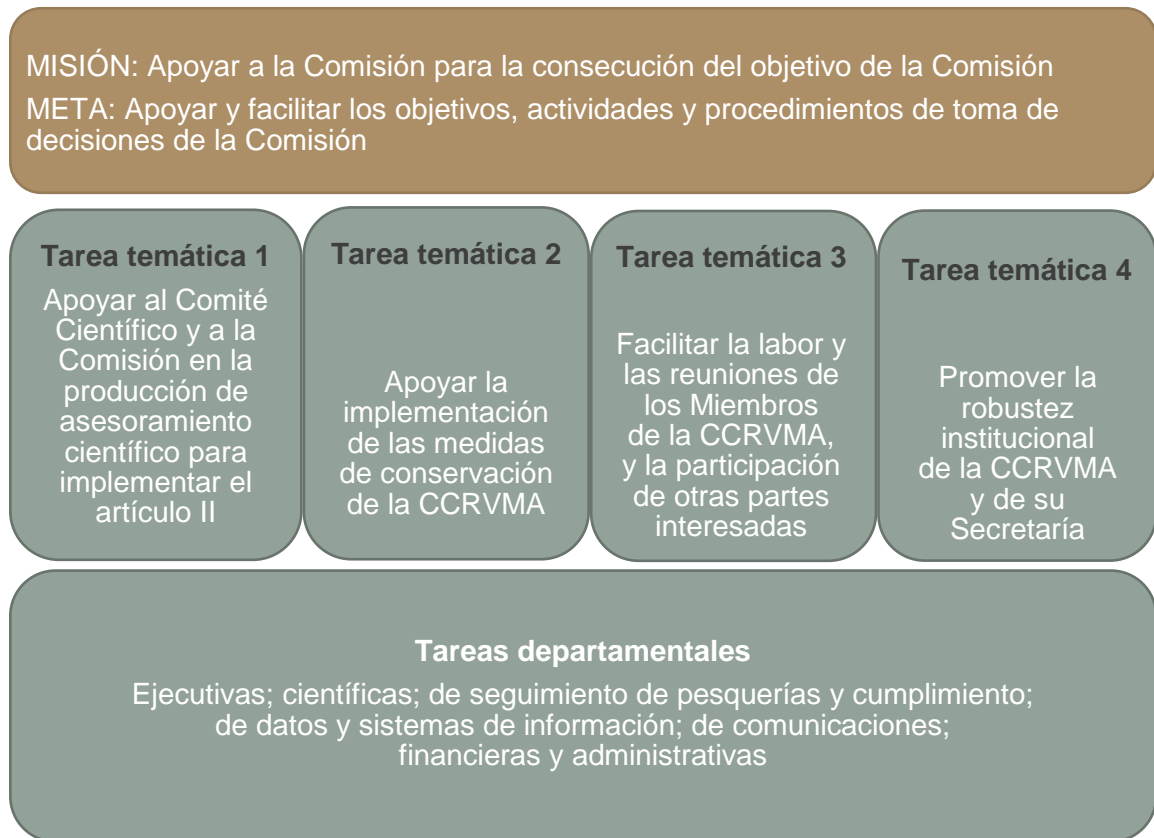 MISIÓN: Apoyar a la Comisión para la consecución del objetivo de la Comisión
META: Apoyar y facilitar los objetivos, actividades y procedimientos de toma de
decisiones de la Comisión
Tarea temática 1
Apoyar al Comité
Científico y a la
Comisión en la
producción de
asesoramiento
científico para
implementar el
artículo II
Tarea temática 2
Apoyar la
implementación
de las medidas
de conservación
de la CCRVMA
Tarea temática 3
Facilitar la labor y
las reuniones de
los Miembros
de la CCRVMA,
y la participación
de otras partes
interesadas
Tarea temática 4
Promover la
robustez
institucional
de la CCRVMA
y de su
Secretaría
Tareas departamentales
Ejecutivas; científicas; de seguimiento de pesquerías y cumplimiento;
de datos y sistemas de información; de comunicaciones;
financieras y administrativas